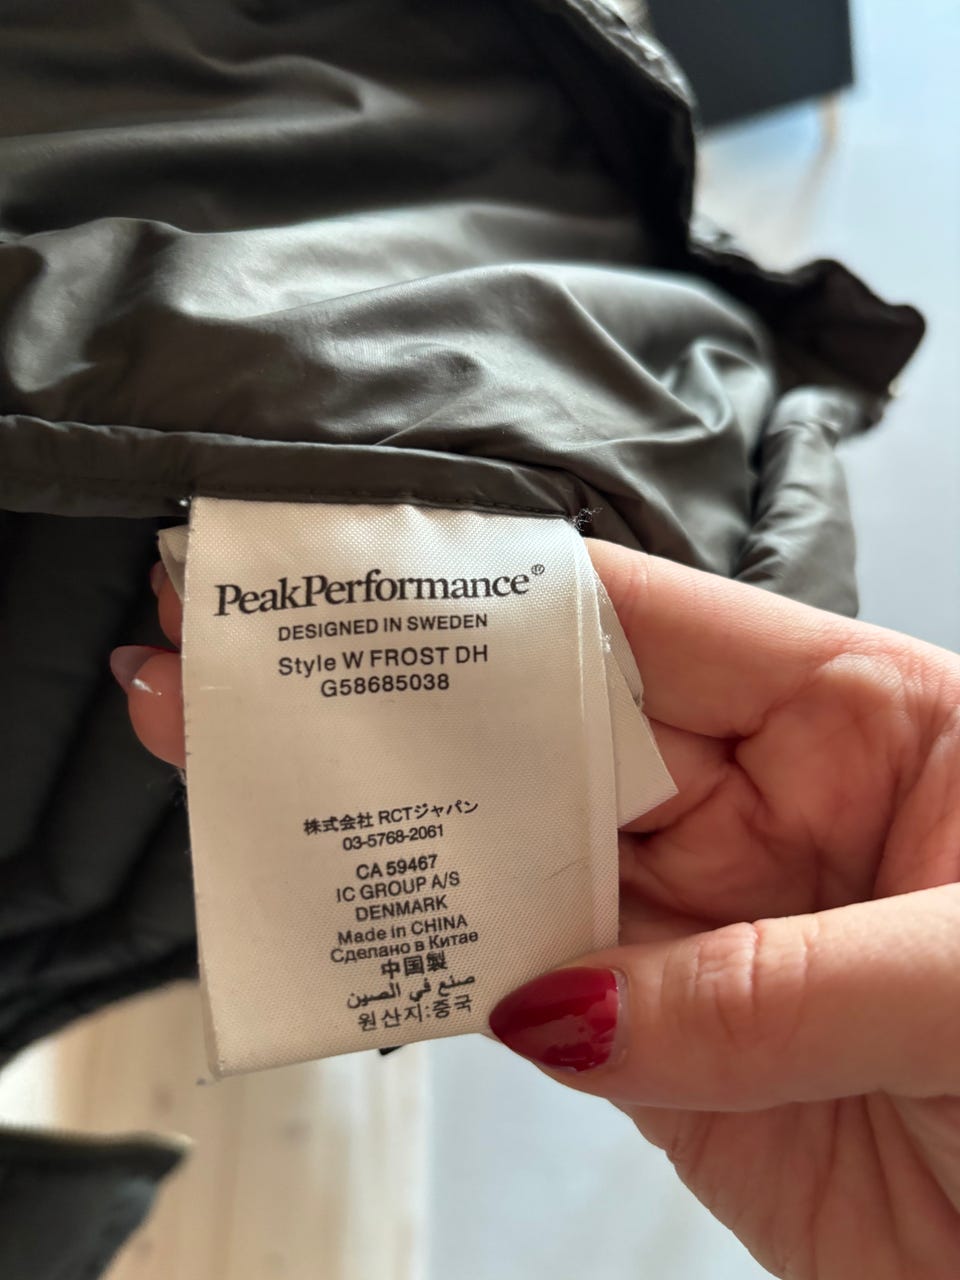 PeakPerformance®
DESIGNED IN SWEDEN
Style W FROST DH
G58685038
株式会社 RCTジャパン
03-5768-2061
CA 59467
IC GROUP A/S
DENMARK
Made in CHINA
Сделано в Китае
中国製
صنع في الصين
원산지:중국